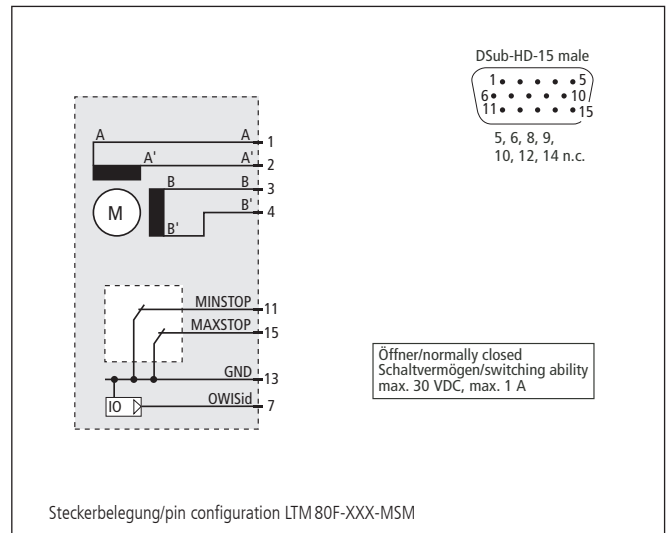 DSub-HD-15 male
1 5
6 10
11 15
5, 6, 8, 9,
10, 12, 14 n.c.
A A 1
A' A' 2
B B 3
B' 4
M
B'
MINSTOP 11
MAXSTOP 15
GND 13
IO OWISid 7
Öffner/normally closed
Schaltvermögen/switching ability
max. 30 VDC, max. 1 A
Steckerbelegung/pin configuration LTM 80F-XXX-MSM